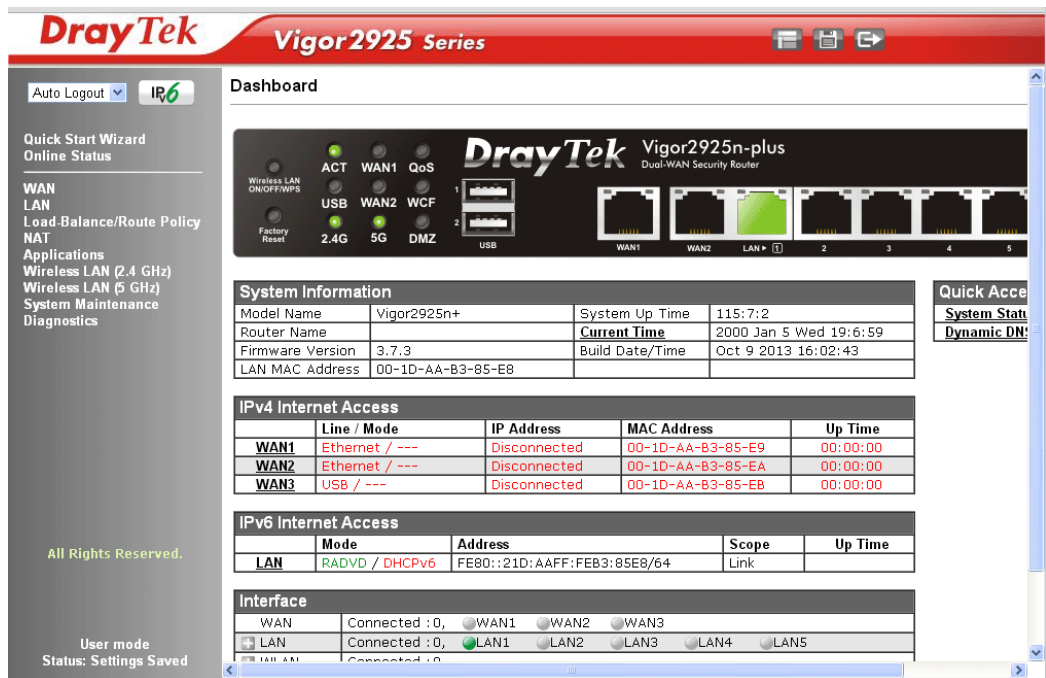 DrayTek
Vigor2925 Series
Auto Logout
IPv6
Quick Start Wizard
Online Status
WAN
LAN
Load-Balance/Route Policy
NAT
Applications
Wireless LAN (2.4 GHz)
Wireless LAN (5 GHz)
System Maintenance
Diagnostics
All Rights Reserved.
User mode
Status: Settings Saved
Dashboard
Wireless LAN
ON/OFF/WPS
Factory
Reset
ACT WAN1 QoS
USB WAN2 WCF
2.4G 5G DMZ
DrayTek
1
2
USB
Vigor2925n-plus
Dual-WAN Security Router
WAN1 WAN2 LAN 1 2 3 4 5
System Information
Model Name Vigor2925n+ System Up Time 115:7:2
Router Name Current Time 2000 Jan 5 Wed 19:6:59
Firmware Version 3.7.3 Build Date/Time Oct 9 2013 16:02:43
LAN MAC Address 00-1D-AA-B3-85-E8
Quick Acce
System Statu
Dynamic DN
IPv4 Internet Access
Line / Mode IP Address MAC Address Up Time
WAN1 Ethernet / --- Disconnected 00-1D-AA-B3-85-E9 00:00:00
WAN2 Ethernet / --- Disconnected 00-1D-AA-B3-85-EA 00:00:00
WAN3 USB / --- Disconnected 00-1D-AA-B3-85-EB 00:00:00
IPv6 Internet Access
Mode Address Scope Up Time
LAN RADVD / DHCPv6 FE80::21D:AAFF:FEB3:85E8/64 Link
Interface
WAN Connected : 0, WAN1 WAN2 WAN3
LAN Connected : 0, LAN1 LAN2 LAN3 LAN4 LAN5
WLAN Connected : 0